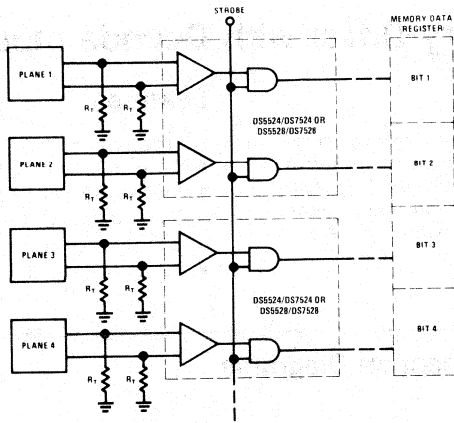 STROBE
MEMORY DATA
REGISTER
PLANE 1
BIT 1
RT
RT
DS5524/DS7524 OR
DS5528/DS7528
PLANE 2
BIT 2
RT
RT
PLANE 3
BIT 3
RT
RT
DS5524/DS7524 OR
DS5528/DS7528
PLANE 4
BIT 4
RT
RT